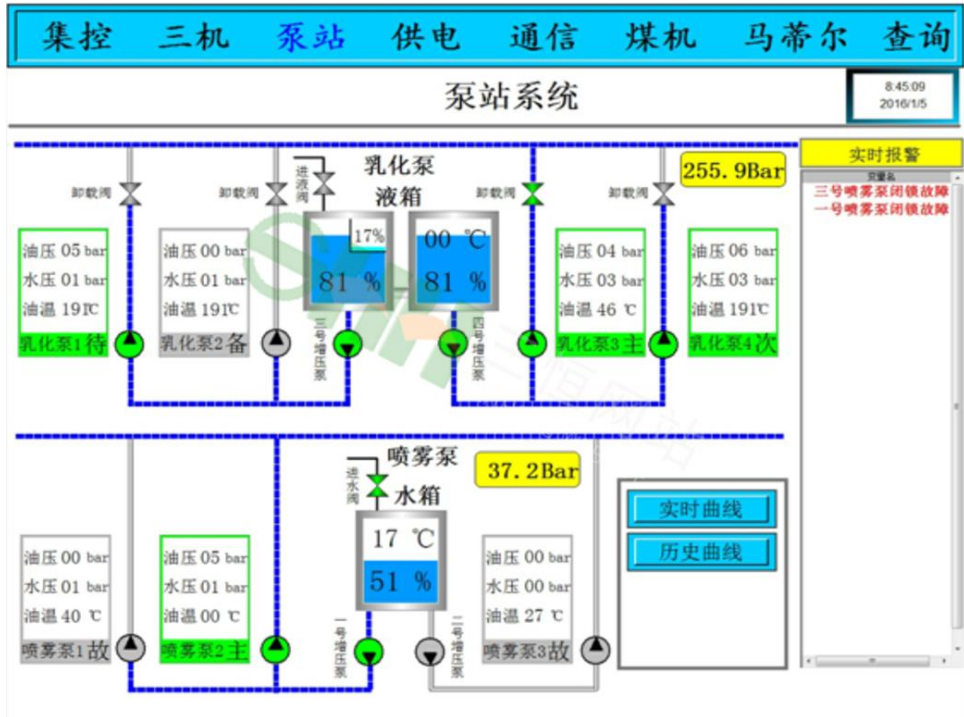 集控 三机 泵站 供电 通信 煤机 马蒂尔 查询
泵站系统
8:45:09
2016/1/5
乳化泵
液箱
进液阀
卸载阀
卸载阀
卸载阀
卸载阀
255.9Bar
实时报警
变量名
三号喷雾泵闭锁故障
一号喷雾泵闭锁故障
油压 05 bar
水压 01 bar
油温 191℃
乳化泵1待
油压 00 bar
水压 01 bar
油温 191℃
乳化泵2备
17%
81 %
00 ℃
81 %
三号增压泵
四号增压泵
油压 04 bar
水压 03 bar
油温 46 ℃
乳化泵3主
油压 06 bar
水压 03 bar
油温 191℃
乳化泵4次
三恒网站
喷雾泵
水箱
进水阀
37.2Bar
17 ℃
51 %
实时曲线
历史曲线
油压 00 bar
水压 01 bar
油温 40 ℃
喷雾泵1故
油压 05 bar
水压 01 bar
油温 00 ℃
喷雾泵2主
一号增压泵
二号增压泵
油压 00 bar
水压 00 bar
油温 27 ℃
喷雾泵3故